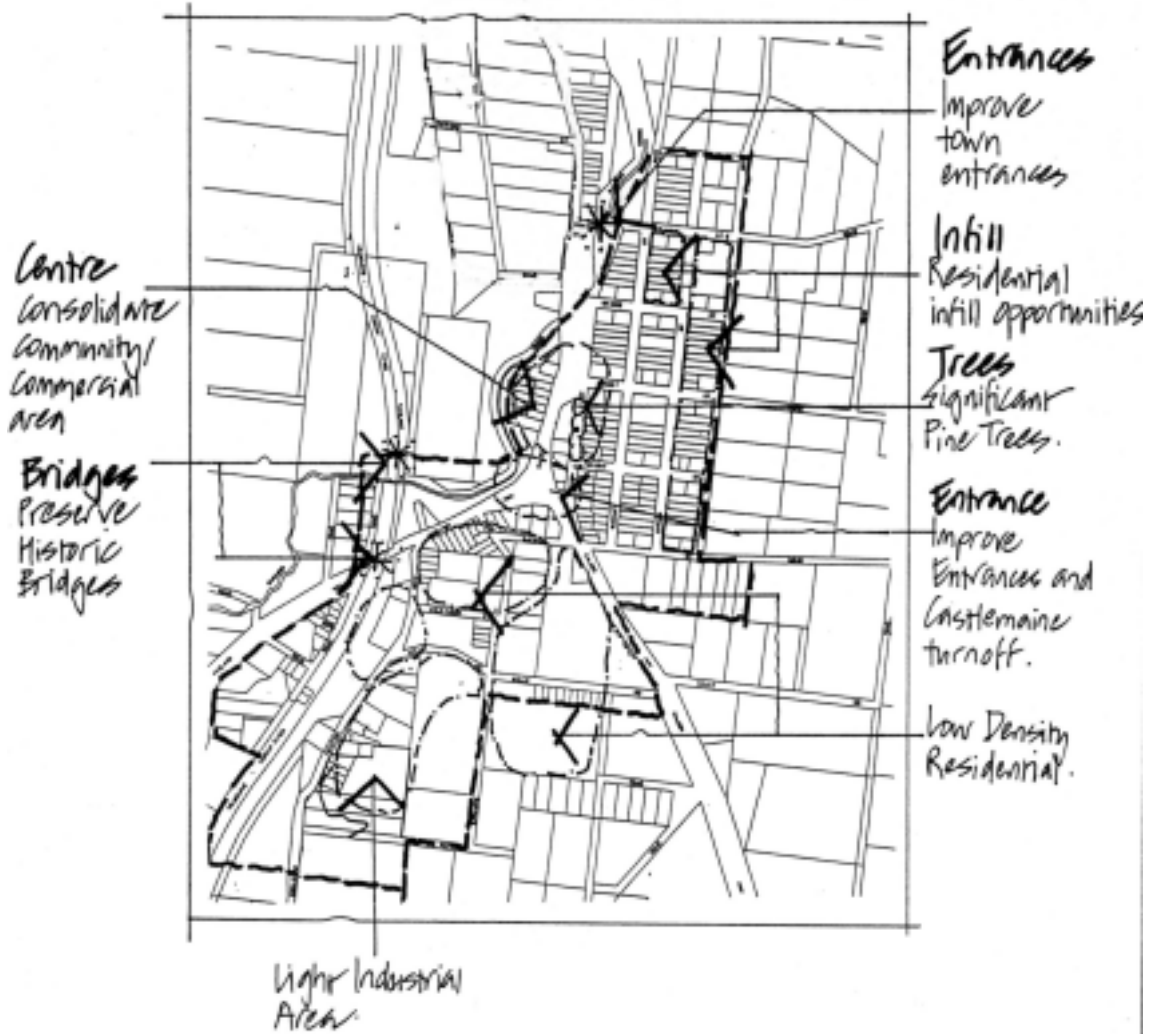 Entrances
Improve
town
entrances
Infill
Residential
infill opportunities
Trees
Significant
Pine Trees.
Entrance
Improve
Entrances and
Castlemaine
turnoff.
Low Density
Residential.
Centre
Consolidate
Community/
Commercial
area
Bridges
Preserve
Historic
Bridges
Light Industrial
Area.